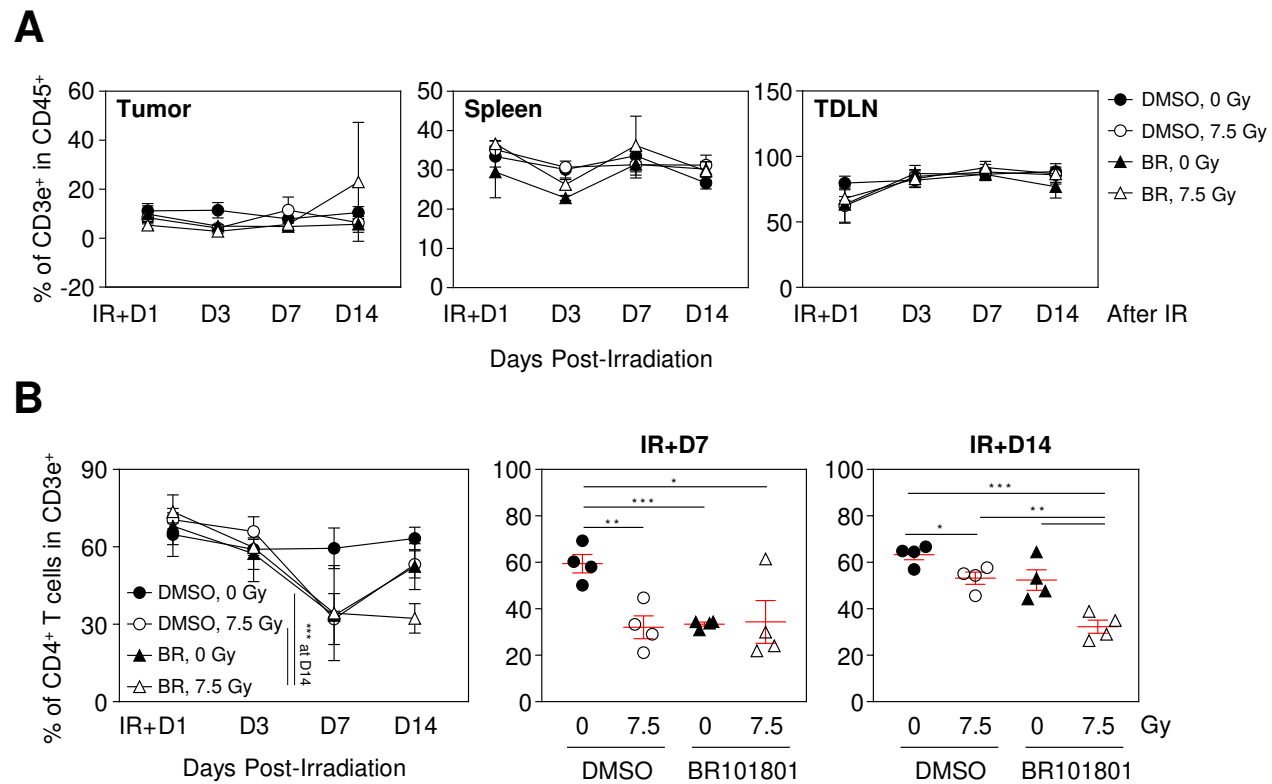 A
% of CD3e+ in CD45+
60
40
20
0
-20
Tumor
IR+D1 D3 D7 D14
50
40
30
20
10
0
Spleen
IR+D1 D3 D7 D14
150
100
50
0
TDLN
IR+D1 D3 D7 D14 After IR
DMSO, 0 Gy
DMSO, 7.5 Gy
BR, 0 Gy
BR, 7.5 Gy
Days Post-Irradiation
B
% of CD4+ T cells in CD3e+
90
60
30
0
DMSO, 0 Gy
DMSO, 7.5 Gy
BR, 0 Gy
BR, 7.5 Gy
*** at D14
IR+D1 D3 D7 D14
Days Post-Irradiation
IR+D7
100
80
60
40
20
0
*
***
**
0 7.5 0 7.5
DMSO BR101801
IR+D14
100
80
60
40
20
0
***
**
*
0 7.5 0 7.5 Gy
DMSO BR101801